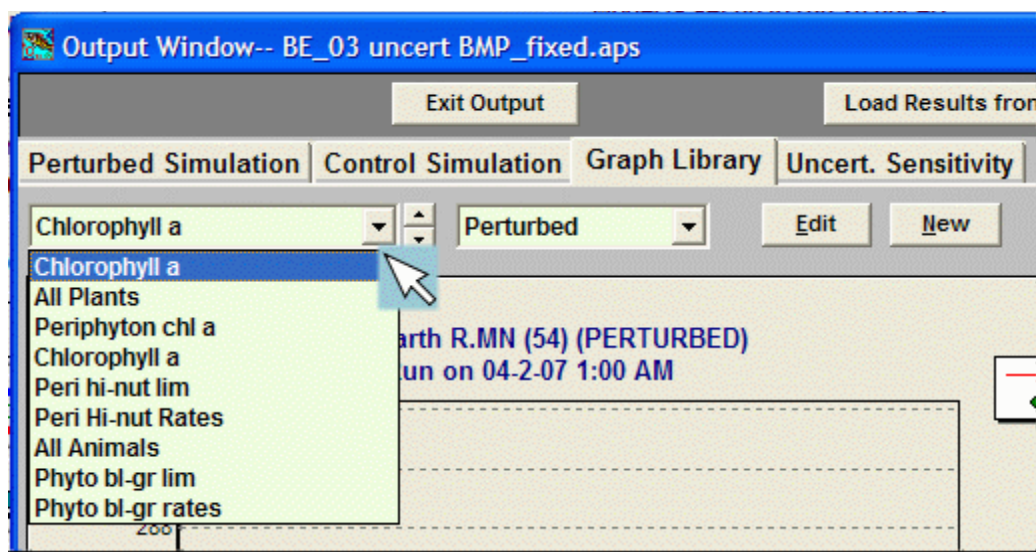 Output Window-- BE_03 uncert BMP_fixed.aps
Exit Output Load Results from
Perturbed Simulation Control Simulation Graph Library Uncert. Sensitivity
Chlorophyll a Perturbed Edit New
Chlorophyll a
All Plants
Periphyton chl a
Chlorophyll a
Peri hi-nut lim
Peri Hi-nut Rates
All Animals
Phyto bl-gr lim
Phyto bl-gr rates
arth R.MN (54) (PERTURBED)
un on 04-2-07 1:00 AM
288